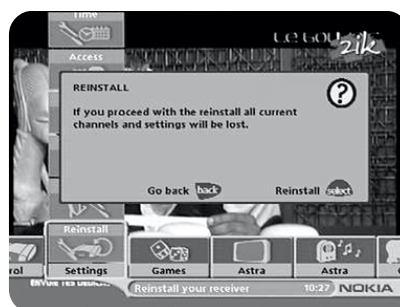 Time
Access
zik
REINSTALL
If you proceed with the reinstall all current
channels and settings will be lost.
Go back back
Reinstall select
Reinstall
Settings Games Astra Astra
Reinstall your receiver 10:27 NOKIA